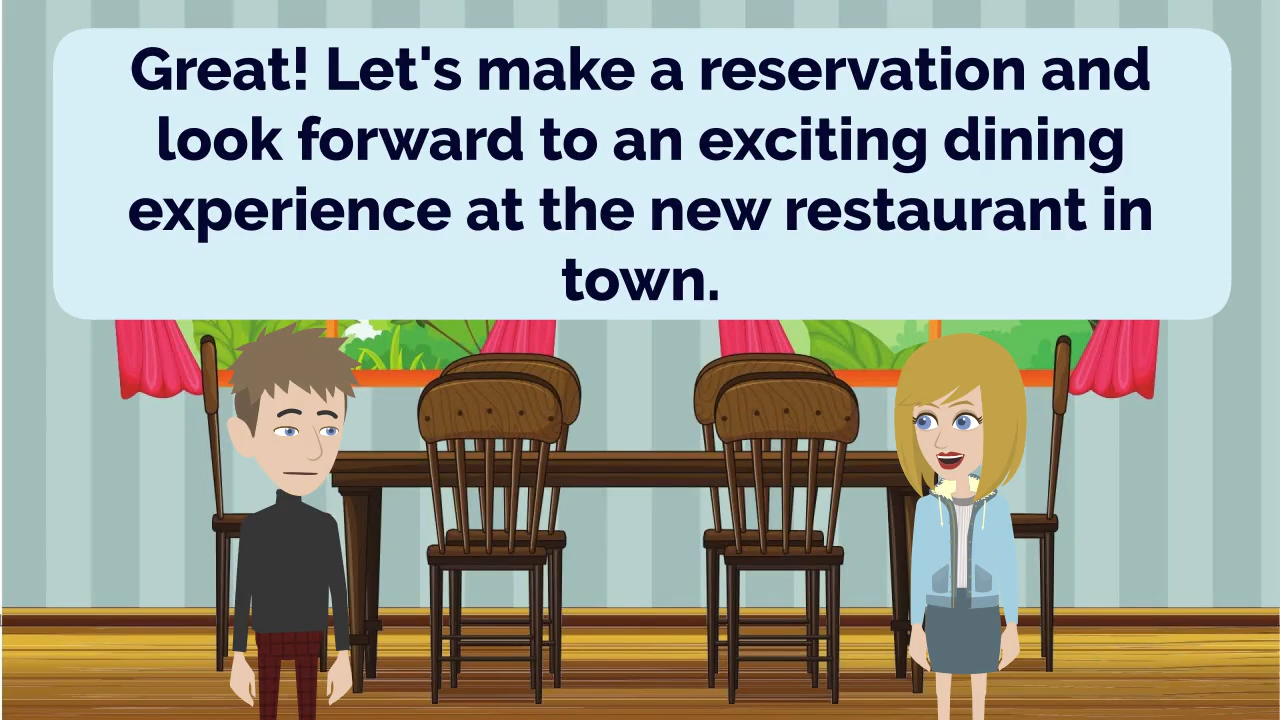 Great! Let's make a reservation and
look forward to an exciting dining
experience at the new restaurant in
town.